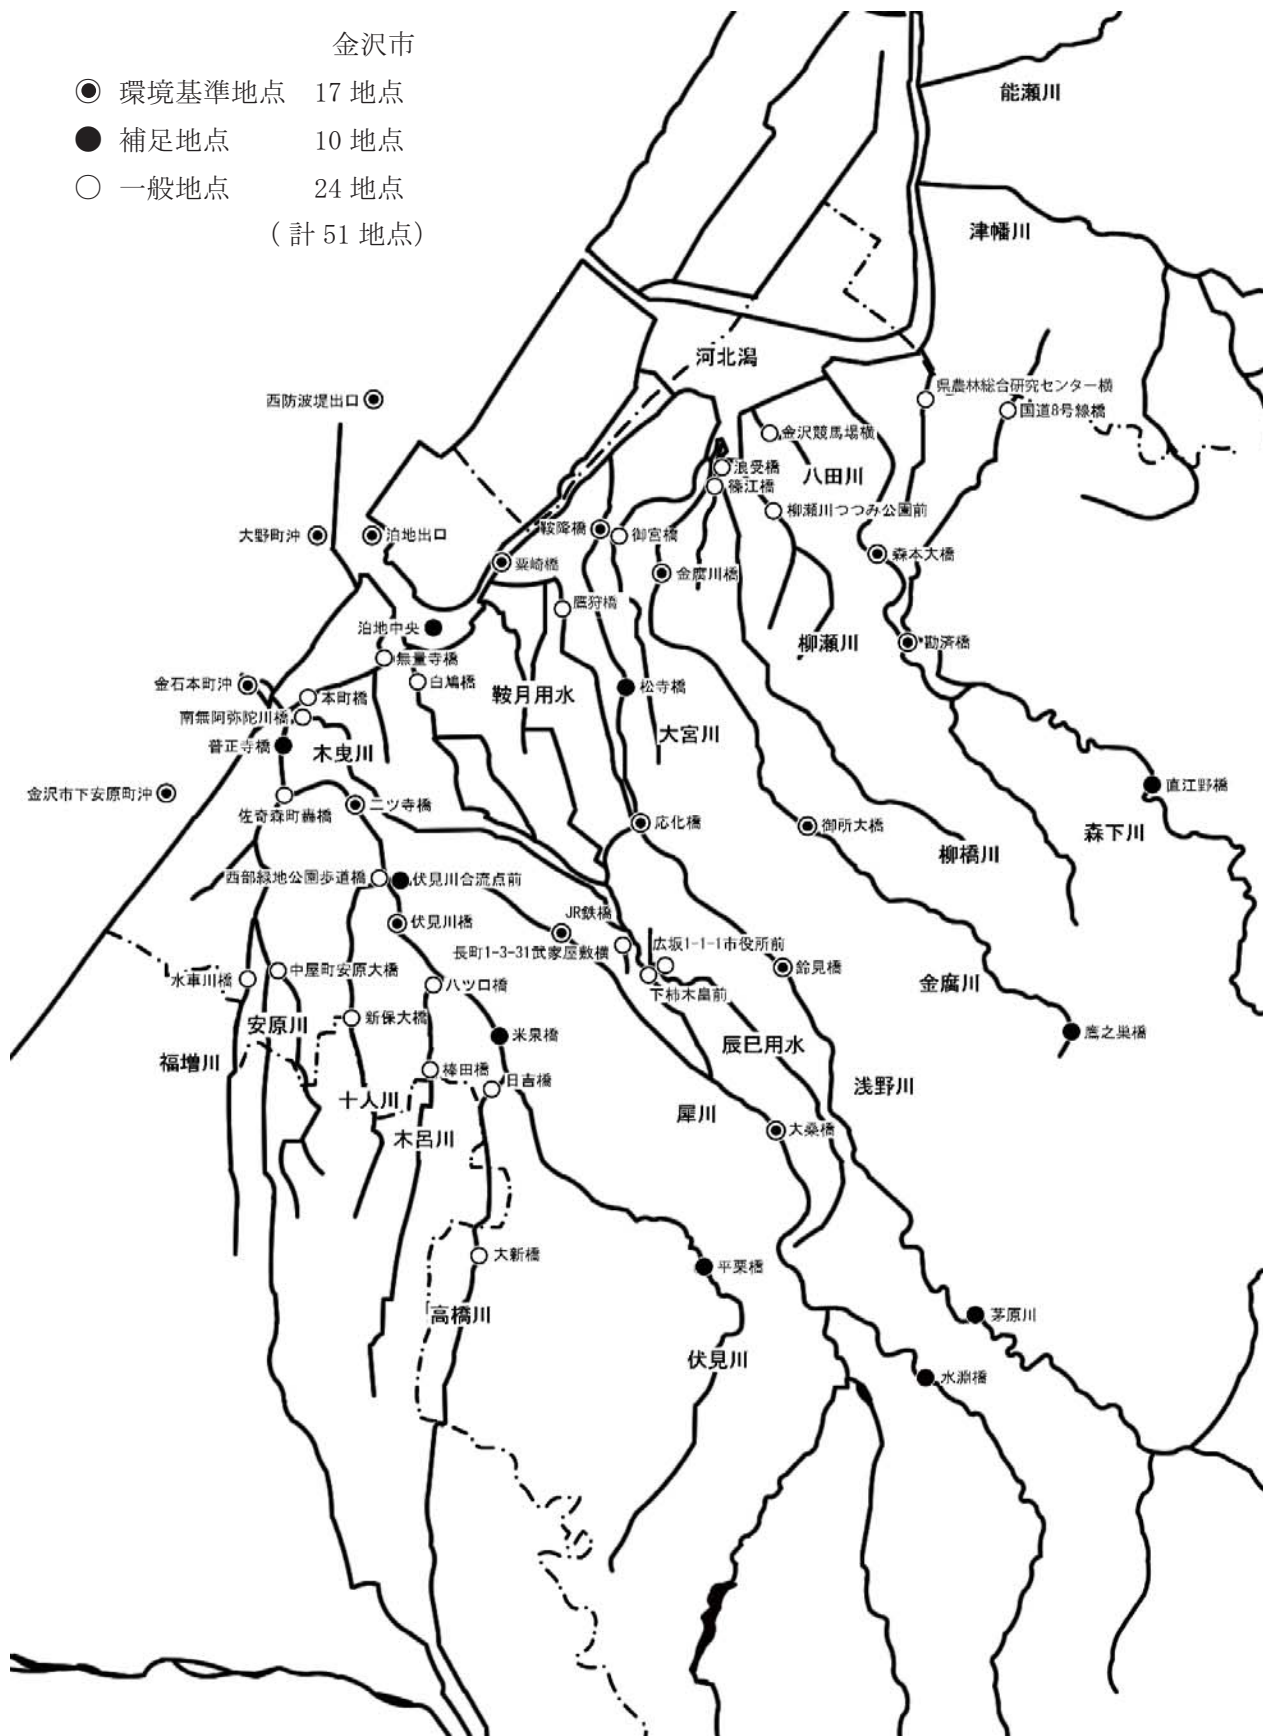 金沢市
◉ 環境基準地点 17 地点
● 補足地点 10 地点
○ 一般地点 24 地点
( 計 51 地点)
能瀬川
津幡川
河北潟
県農林総合研究センター横
国道8号線橋
西防波堤出口
金沢競馬場横
浪受橋
八田川
篠江橋
柳瀬川つつみ公園前
大野町沖
泊地出口
鞍降橋
御宮橋
森本大橋
粟崎橋
金腐川橋
鷹狩橋
泊地中央
柳瀬川
勘済橋
無量寺橋
白鳩橋
金石本町沖
本町橋
鞍月用水
松寺橋
南無阿弥陀川橋
大宮川
普正寺橋
木曳川
直江野橋
金沢市下安原町沖
佐奇森町轟橋
二ツ寺橋
応化橋
御所大橋
森下川
柳橋川
西部緑地公園歩道橋
伏見川合流点前
JR鉄橋
伏見川橋
長町1-3-31武家屋敷横
広坂1-1-1市役所前
鈴見橋
水車川橋
中屋町安原大橋
八ツ口橋
下柿木畠前
金腐川
安原川
新保大橋
米泉橋
辰巳用水
鷹之巣橋
福増川
槺田橋
日吉橋
浅野川
十人川
犀川
木呂川
大桑橋
大新橋
平栗橋
高橋川
茅原川
伏見川
水淵橋